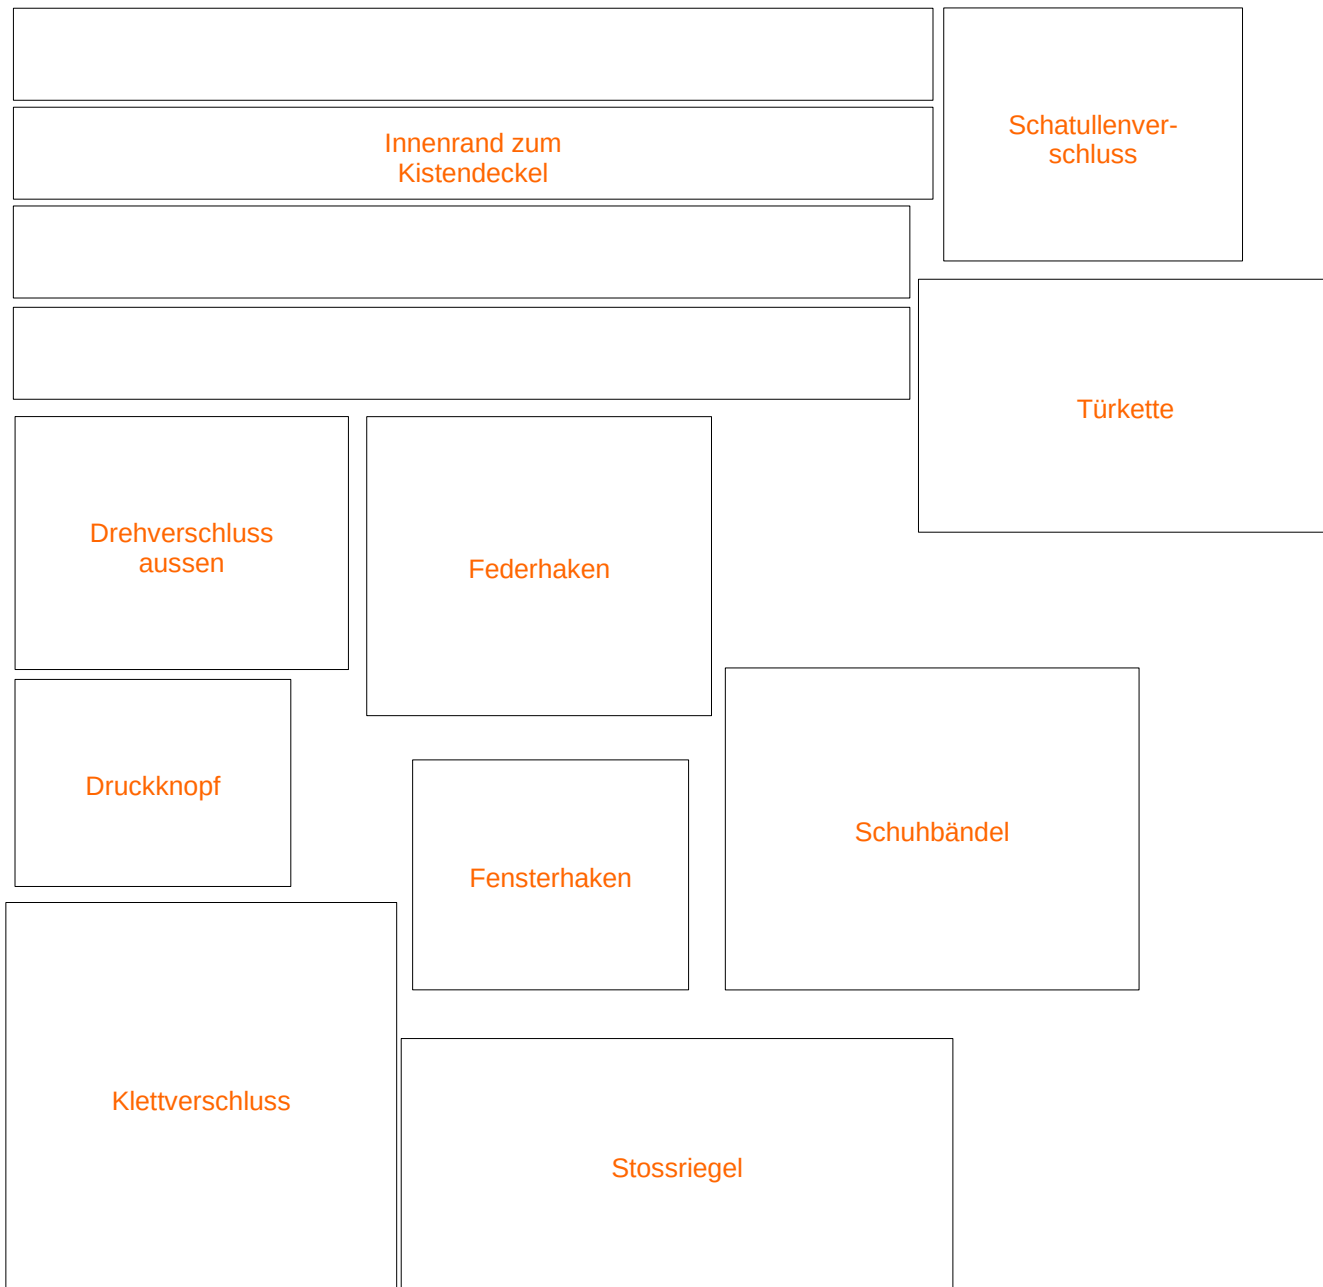 Innenrand zum
Kistendeckel
Schatullenver-
schluss
Türkette
Drehverschluss
aussen
Federhaken
Druckknopf
Fensterhaken
Schuhbändel
Klettverschluss
Stossriegel